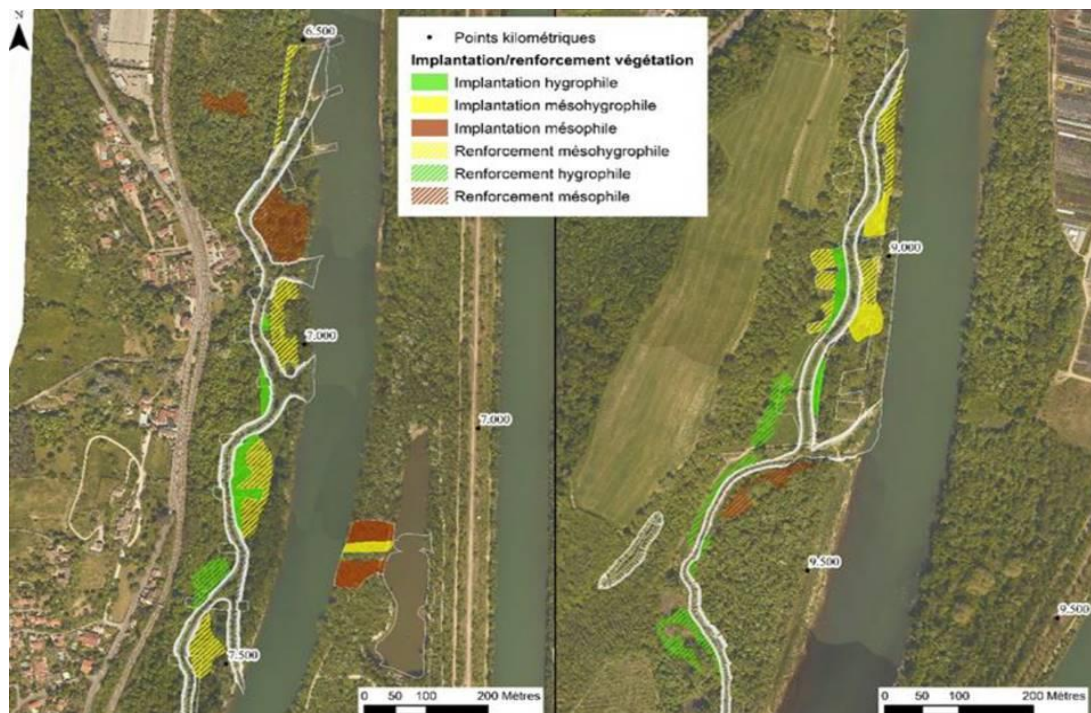 N
Points kilométriques
Implantation/renforcement végétation
Implantation hygrophile
Implantation mésohygrophile
Implantation mésophile
Renforcement mésohygrophile
Renforcement hygrophile
Renforcement mésophile
6.500
7.000
7.000
7.500
0 50 100 200 Mètres
9.000
9.500
9.500
0 50 100 200 Mètres